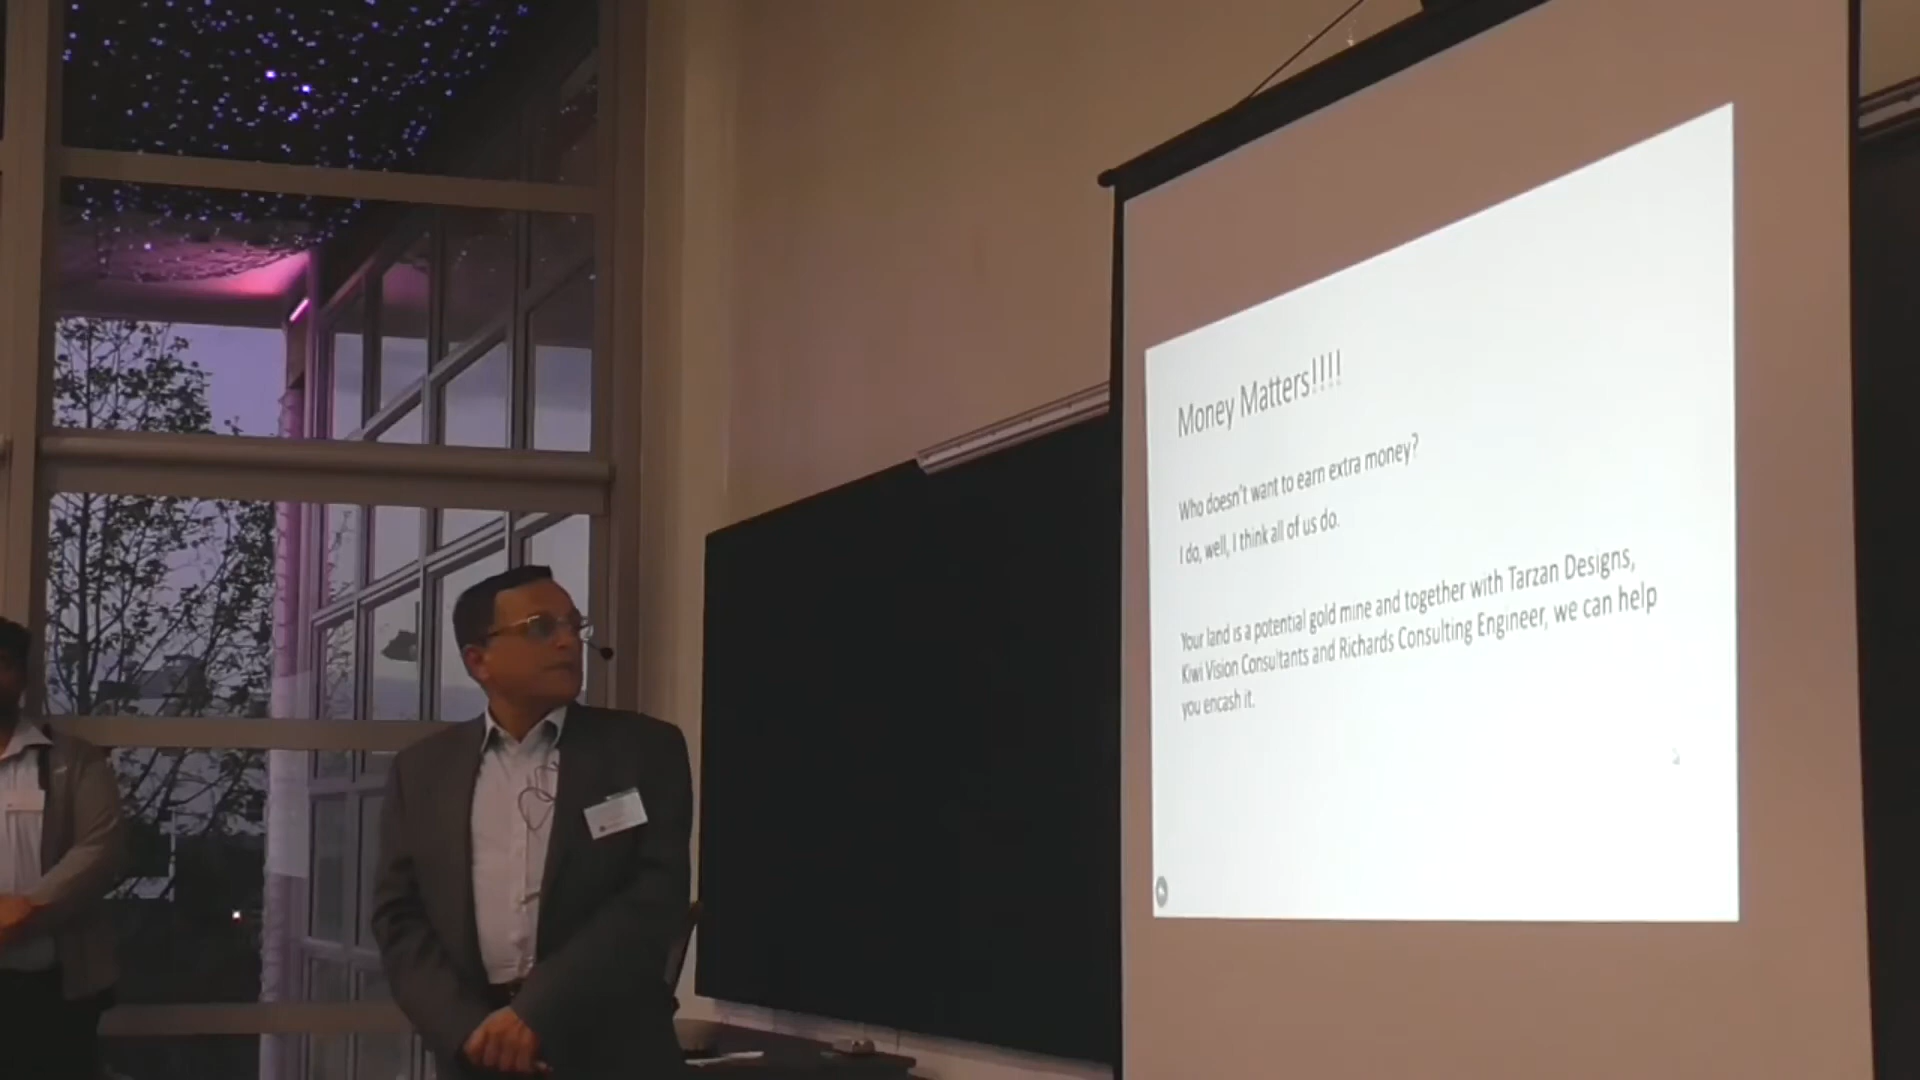 Money Matters!!!!
Who doesn't want to earn extra money?
I do, well, I think all of us do.
Your land is a potential gold mine and together with Tarzan Designs,
Kiwi Vision Consultants and Richards Consulting Engineer, we can help
you encash it.